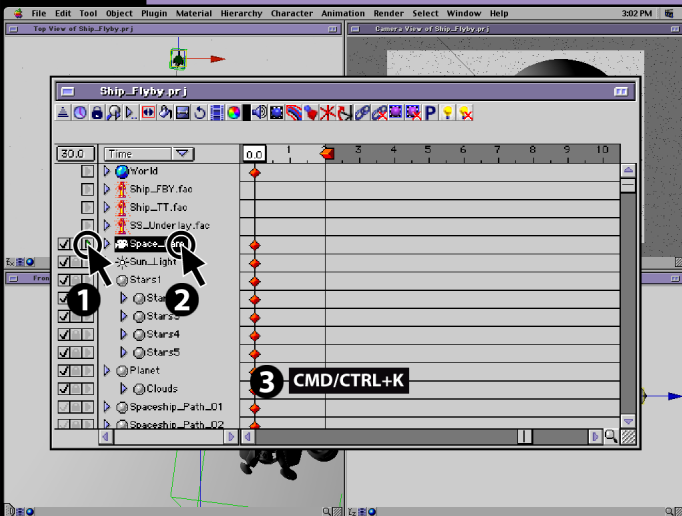 File Edit Tool Object Plugin Material Hierarchy Character Animation Render Select Window Help 3:02 PM
Top View of Ship_Flyby.prj
Camera View of Ship_Flyby.prj
Ship_Flyby.prj
P
30.0 Time 0.0 1 3 4 5 6 7 8 9 10
World
Ship_FBY.fac
Ship_TT.fac
SS_Underlay.fac
Sun_Light
Stars1
Stars4
Stars5
Planet
Clouds
Spaceship_Path_01
Spaceship_Path_02
1
2
3 CMD/CTRL+K